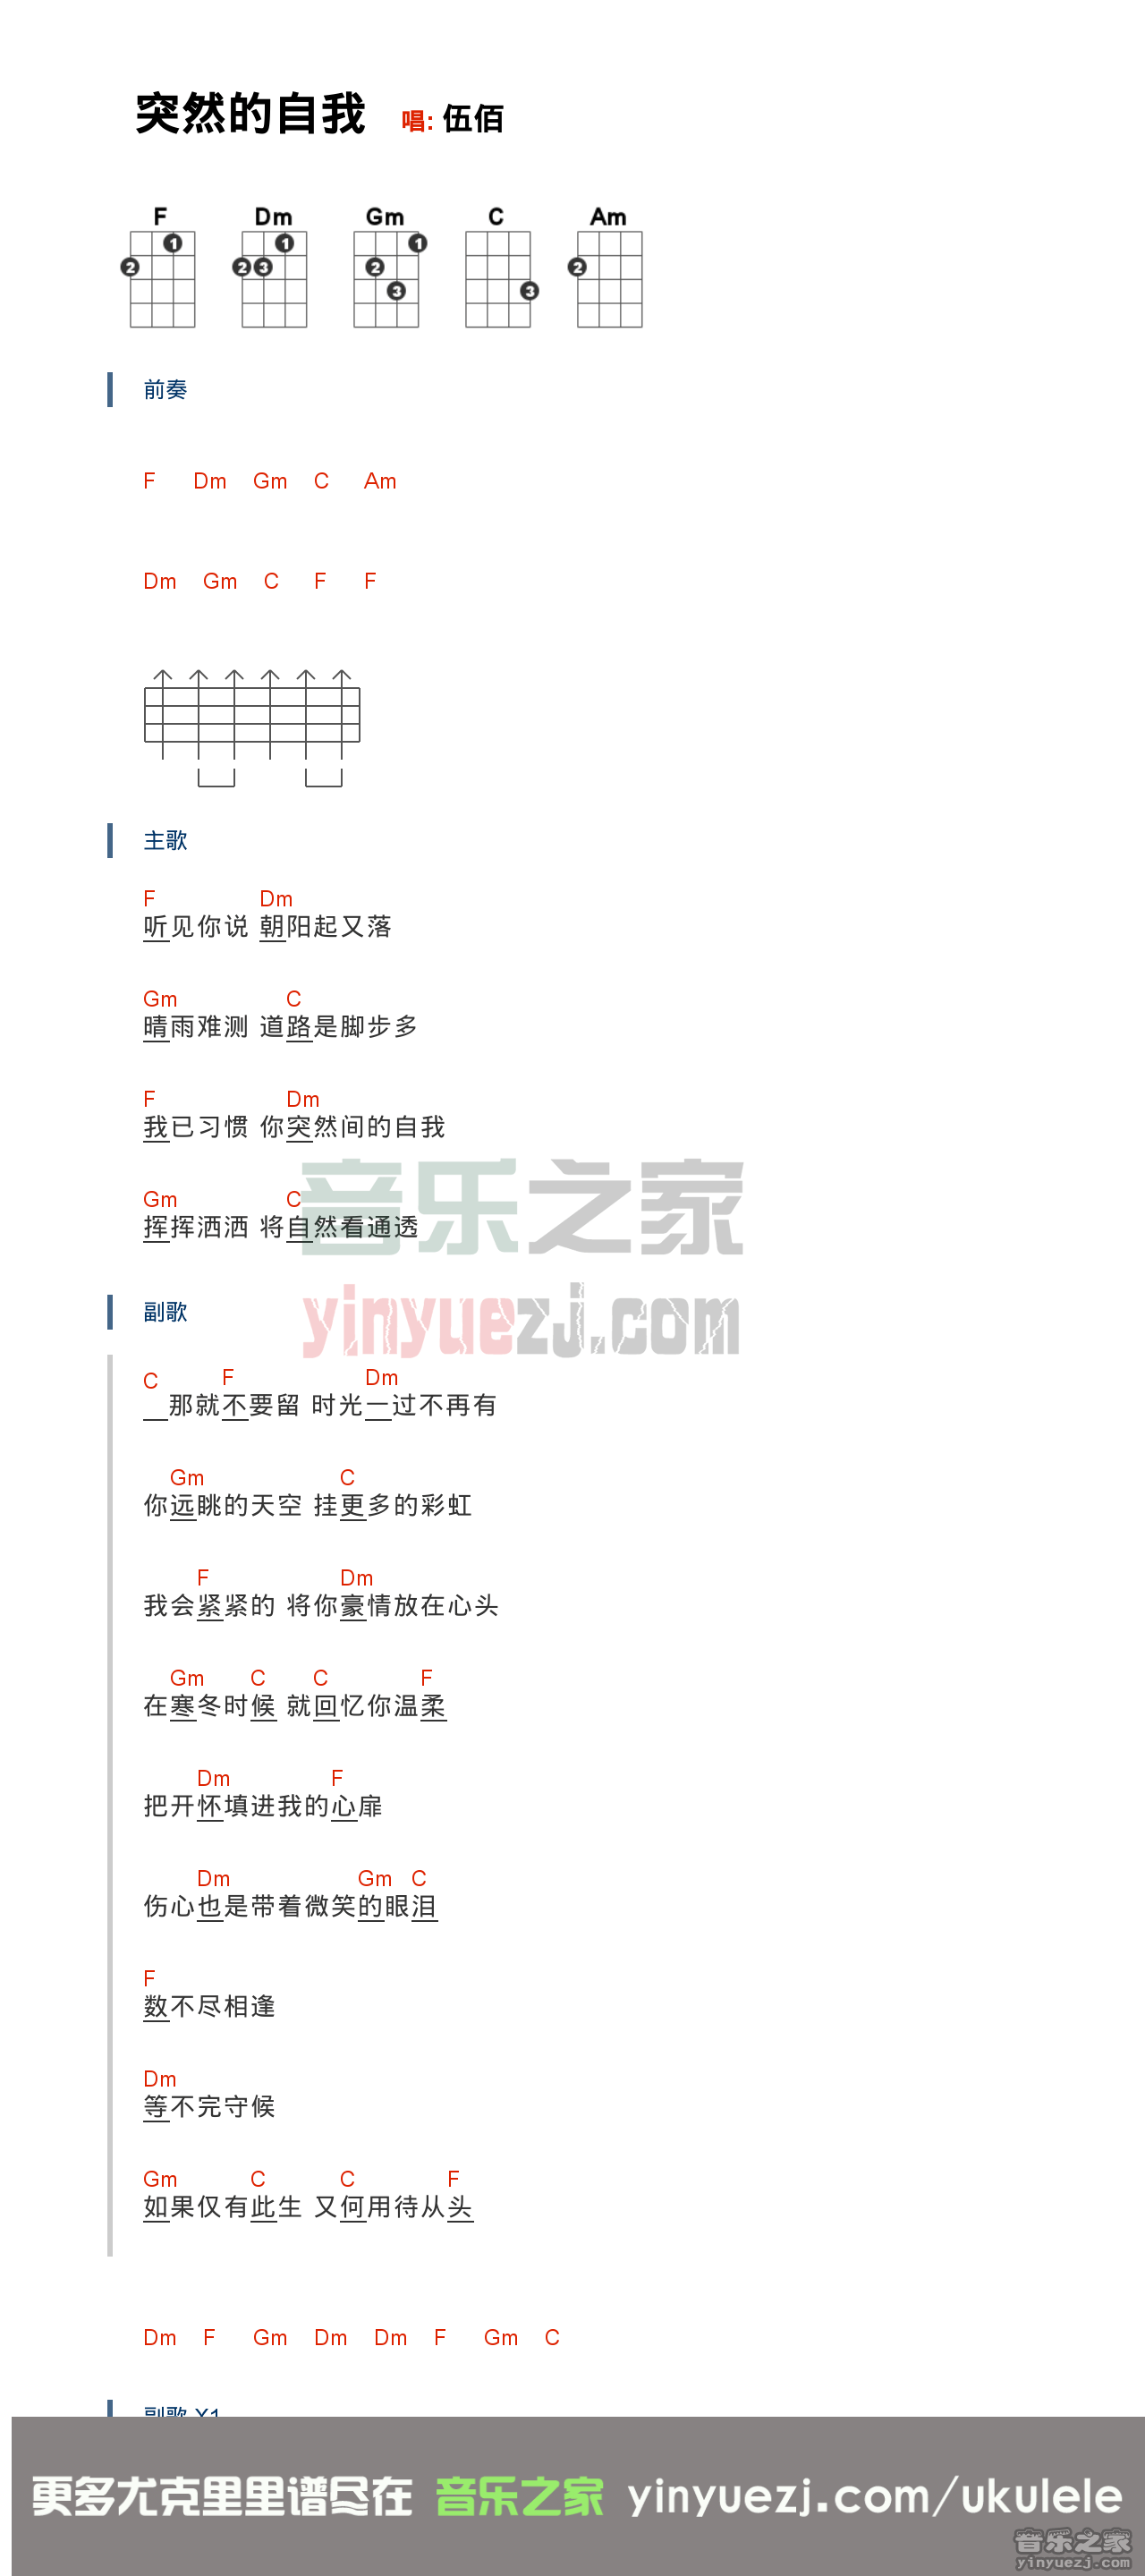 突然的自我 唱: 伍佰
F Dm Gm C Am
1 1 1
2 2 3 2 2
3 3
前奏
F Dm Gm C Am
Dm Gm C F F
主歌
F Dm
听见你说 朝阳起又落
Gm C
晴雨难测 道路是脚步多
F Dm
我已习惯 你突然间的自我
Gm C
挥挥洒洒 将自然看通透
音乐之家
yinyuezj.com
副歌
C F Dm
那就不要留 时光一过不再有
Gm C
你远眺的天空 挂更多的彩虹
F Dm
我会紧紧的 将你豪情放在心头
Gm C C F
在寒冬时候 就回忆你温柔
Dm F
把开怀填进我的心扉
Dm Gm C
伤心也是带着微笑的眼泪
F
数不尽相逢
Dm
等不完守候
Gm C C F
如果仅有此生 又何用待从头
Dm F Gm Dm Dm F Gm C
副歌 X1
更多尤克里里谱尽在 音乐之家 yinyuezj.com/ukulele
音乐之家
yinyuezj.com